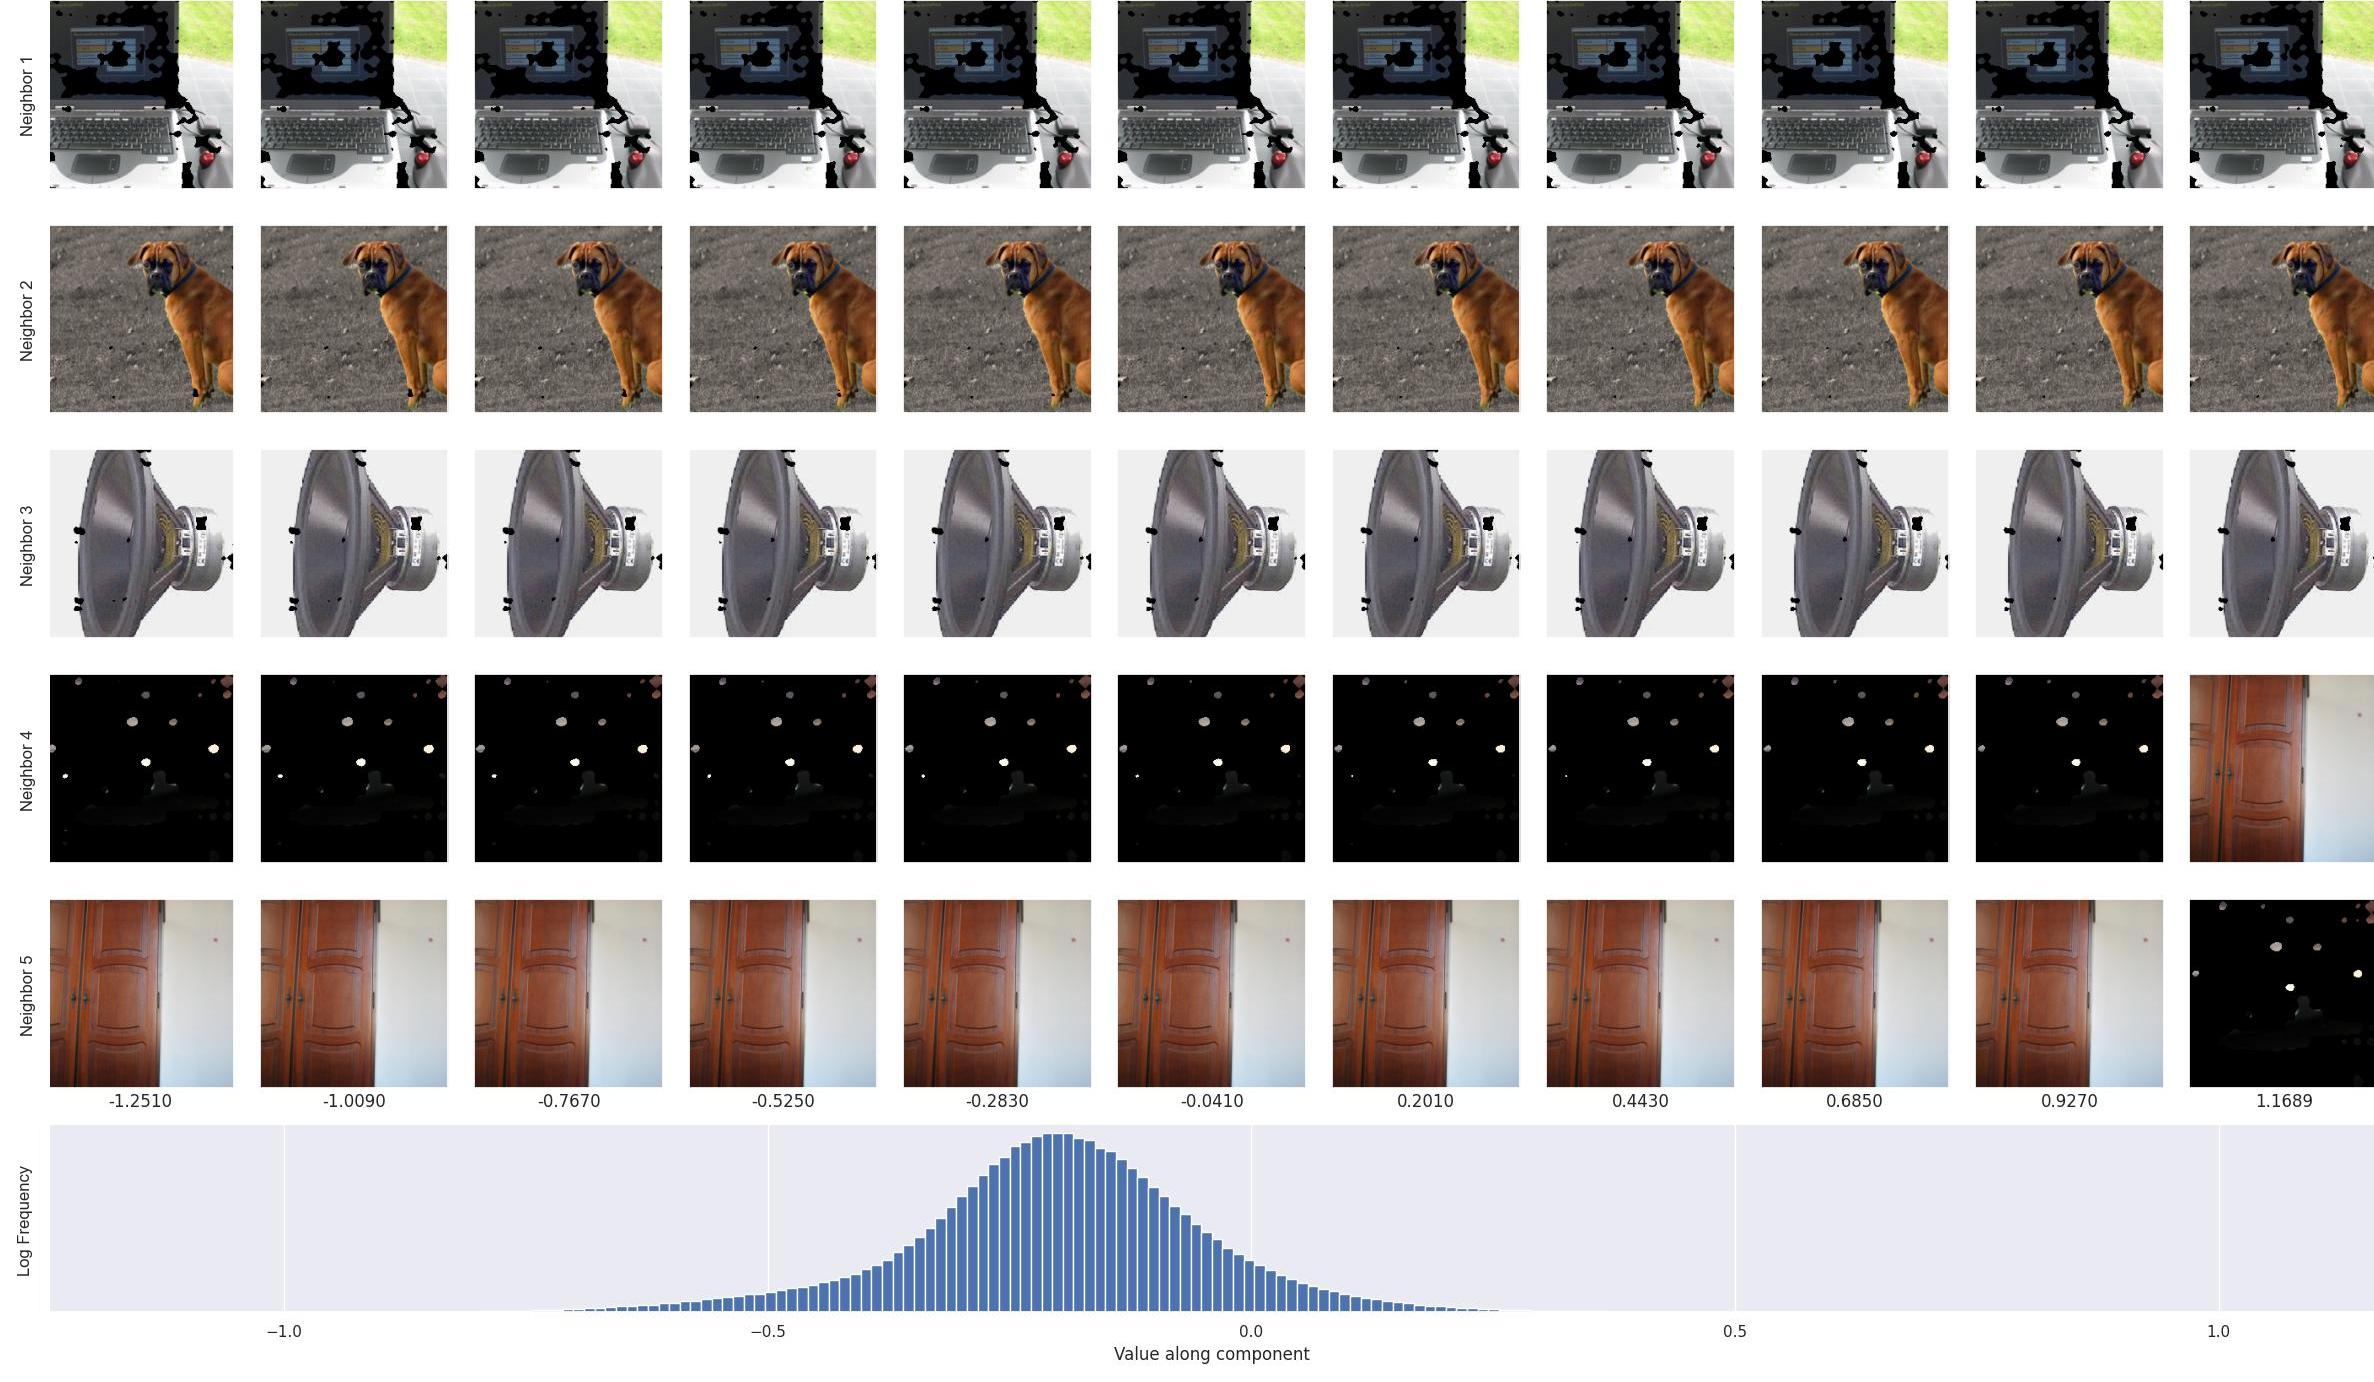 Neighbor 1
Neighbor 2
Neighbor 3
Neighbor 4
Neighbor 5
-1.2510 -1.0090 -0.7670 -0.5250 -0.2830 -0.0410 0.2010 0.4430 0.6850 0.9270 1.1689
Log Frequency
−1.0 −0.5 0.0 0.5 1.0
Value along component